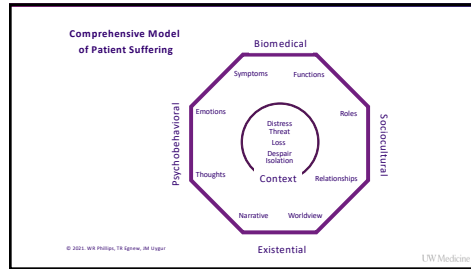 Comprehensive Model
of Patient Suffering
Biomedical
Symptoms
Functions
Emotions
Roles
Psychobehavioral
Sociocultural
Distress
Threat
Loss
Despair
Isolation
Context
Thoughts
Relationships
Narrative
Worldview
Existential
© 2021. WR Phillips, TR Egnew, JM Uygur
UW Medicine